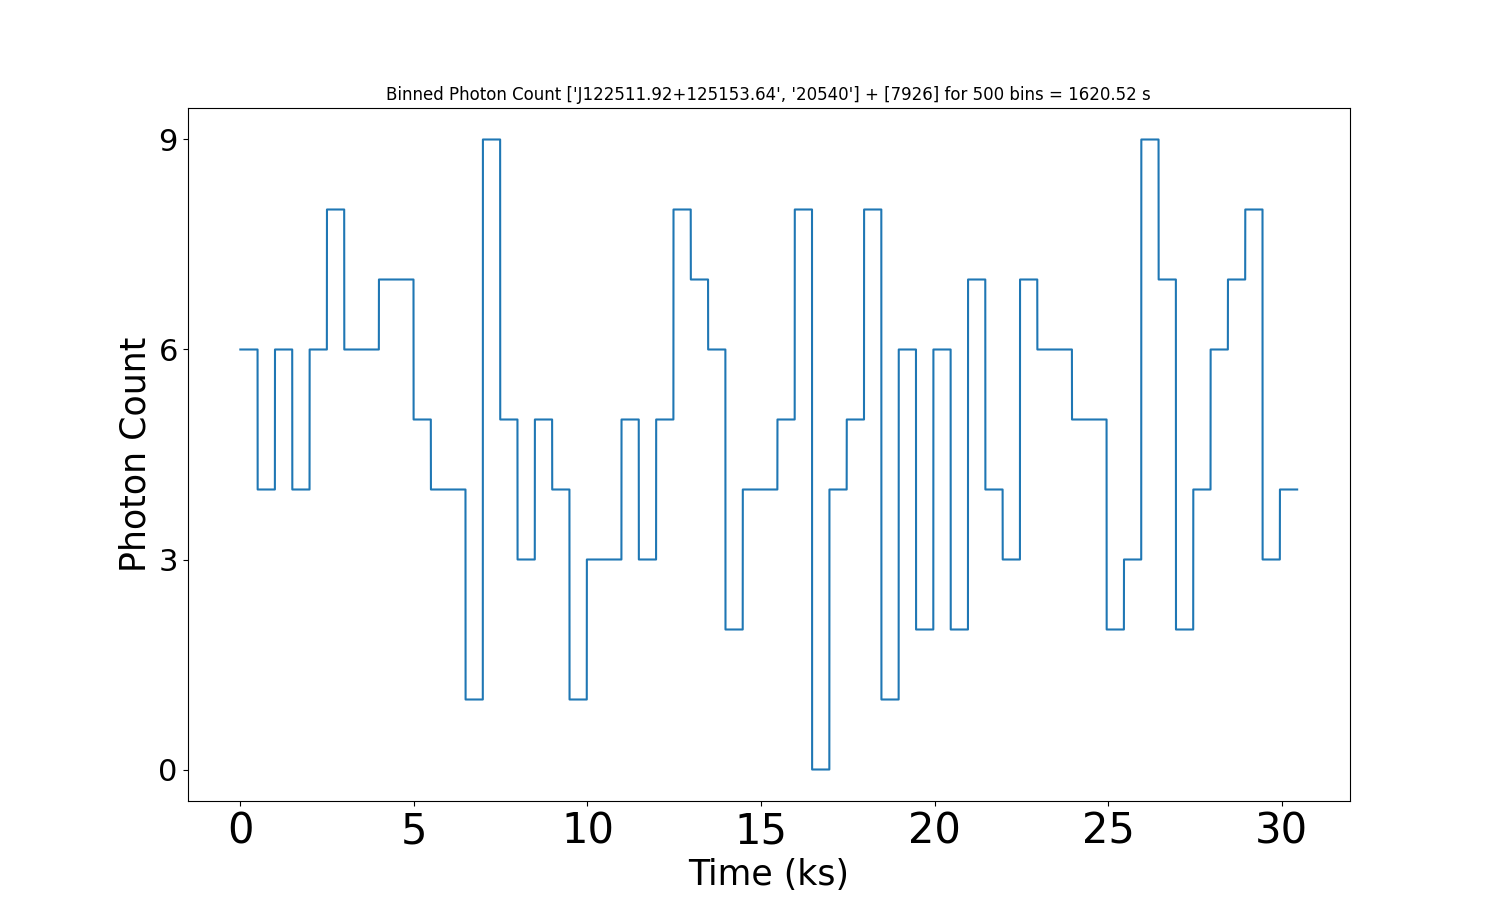 Binned Photon Count ['J122511.92+125153.64', '20540'] + [7926] for 500 bins = 1620.52 s
9
6
3
0
Photon Count
0 5 10 15 20 25 30
Time (ks)